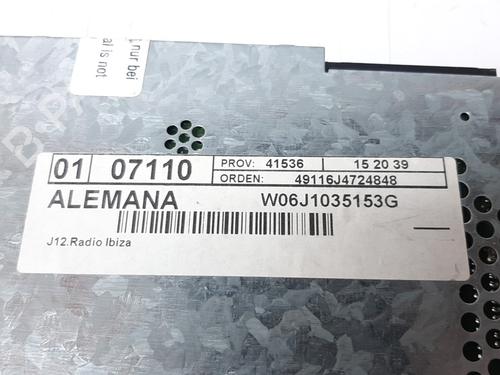 nur bei
al is not
01 07110 PROV: 41536 15 20 39
ORDEN: 49116J4724848
ALEMANA W06J1035153G
J12.Radio Ibiza